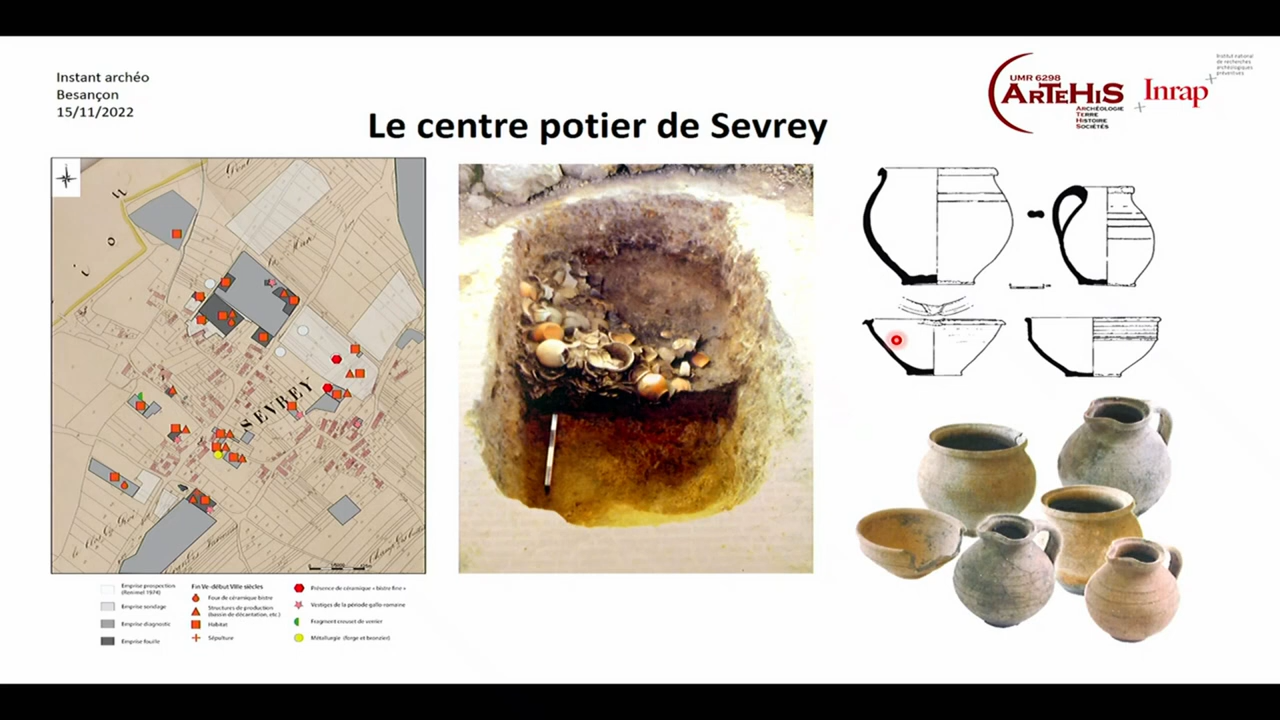 Instant archéo
Besançon
15/11/2022
Le centre potier de Sevrey
UMR 6298
ARTEHIS
ARCHÉOLOGIE
TERRE
HISTOIRE
SOCIÉTÉS
Inrap
Institut national
de recherches
archéologiques
préventives
SEVREY
Emprise prospection
Emprise sondage
Emprise diagnostic
Emprise fouille
Fin Ve-début VIIIe siècles
Four de céramique bistre
Structures de production
(bassin de décantation, etc.)
Habitat
Sépulture
Présence de céramique « bistre fine »
Vestiges de la période gallo-romaine
Fragment creuset de verrier
Métallurgie (forge et bronzier)